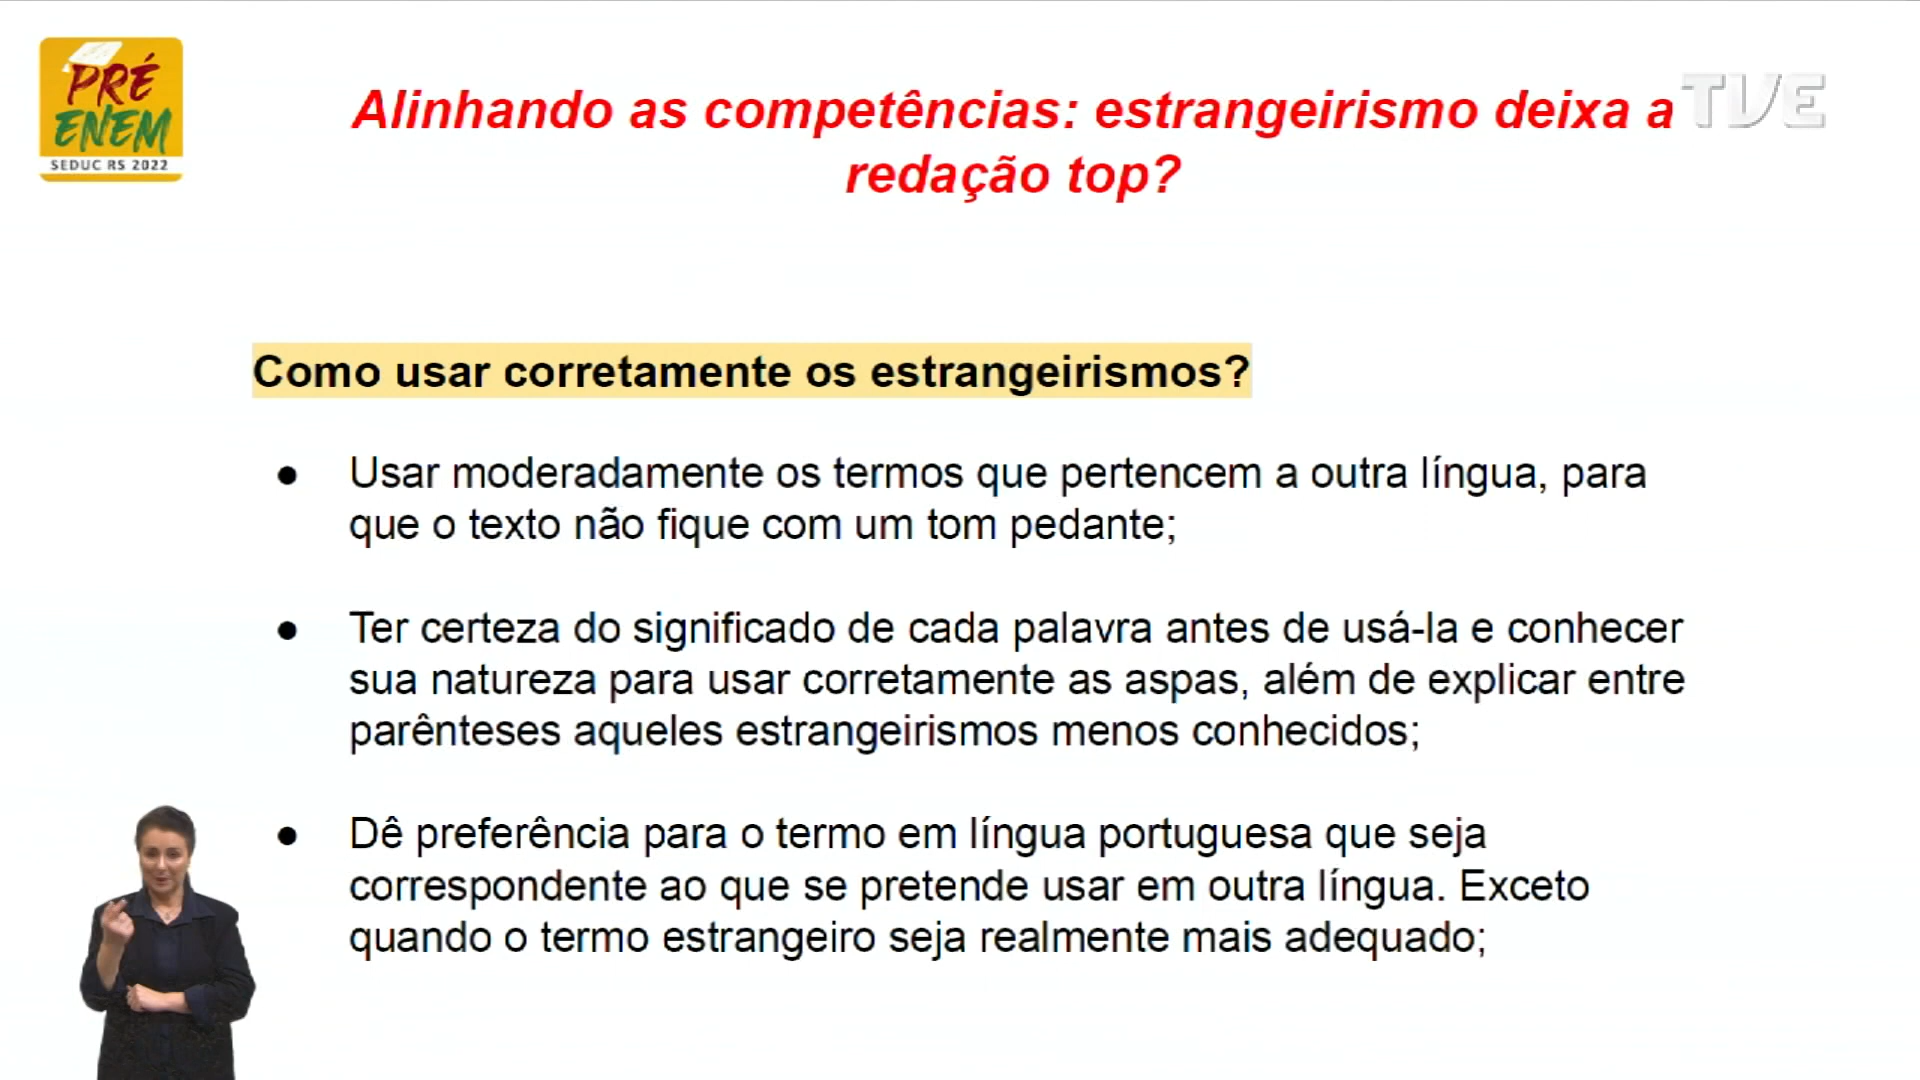 PRÉ
ENEM
SEDUC RS 2022
TVE
Alinhando as competências: estrangeirismo deixa a
redação top?
Como usar corretamente os estrangeirismos?
● Usar moderadamente os termos que pertencem a outra língua, para
que o texto não fique com um tom pedante;
● Ter certeza do significado de cada palavra antes de usá-la e conhecer
sua natureza para usar corretamente as aspas, além de explicar entre
parênteses aqueles estrangeirismos menos conhecidos;
● Dê preferência para o termo em língua portuguesa que seja
correspondente ao que se pretende usar em outra língua. Exceto
quando o termo estrangeiro seja realmente mais adequado;